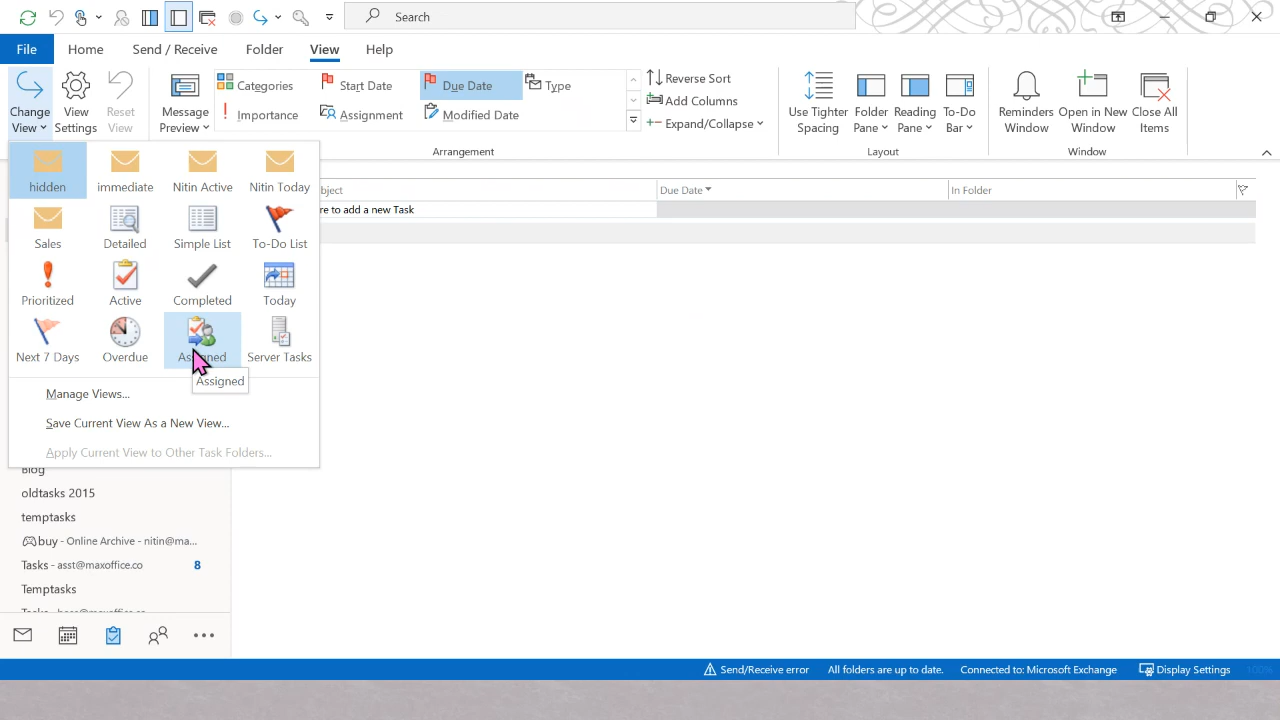 Search
File Home Send / Receive Folder View Help
Change View View Settings Reset View
Message Preview
Categories Start Date Due Date Type
Importance Assignment Modified Date
Reverse Sort
Add Columns
Expand/Collapse
Use Tighter Spacing Folder Pane Reading Pane To-Do Bar
Reminders Window Open in New Window Close All Items
Arrangement Layout Window
hidden immediate Nitin Active Nitin Today
Sales Detailed Simple List To-Do List
Prioritized Active Completed Today
Next 7 Days Overdue Assigned Server Tasks
Assigned
Manage Views...
Save Current View As a New View...
Apply Current View to Other Task Folders...
bject Due Date In Folder
re to add a new Task
Blog
oldtasks 2015
temptasks
buy - Online Archive - nitin@ma...
Tasks - asst@maxoffice.co 8
Temptasks
Send/Receive error All folders are up to date. Connected to: Microsoft Exchange Display Settings 100%